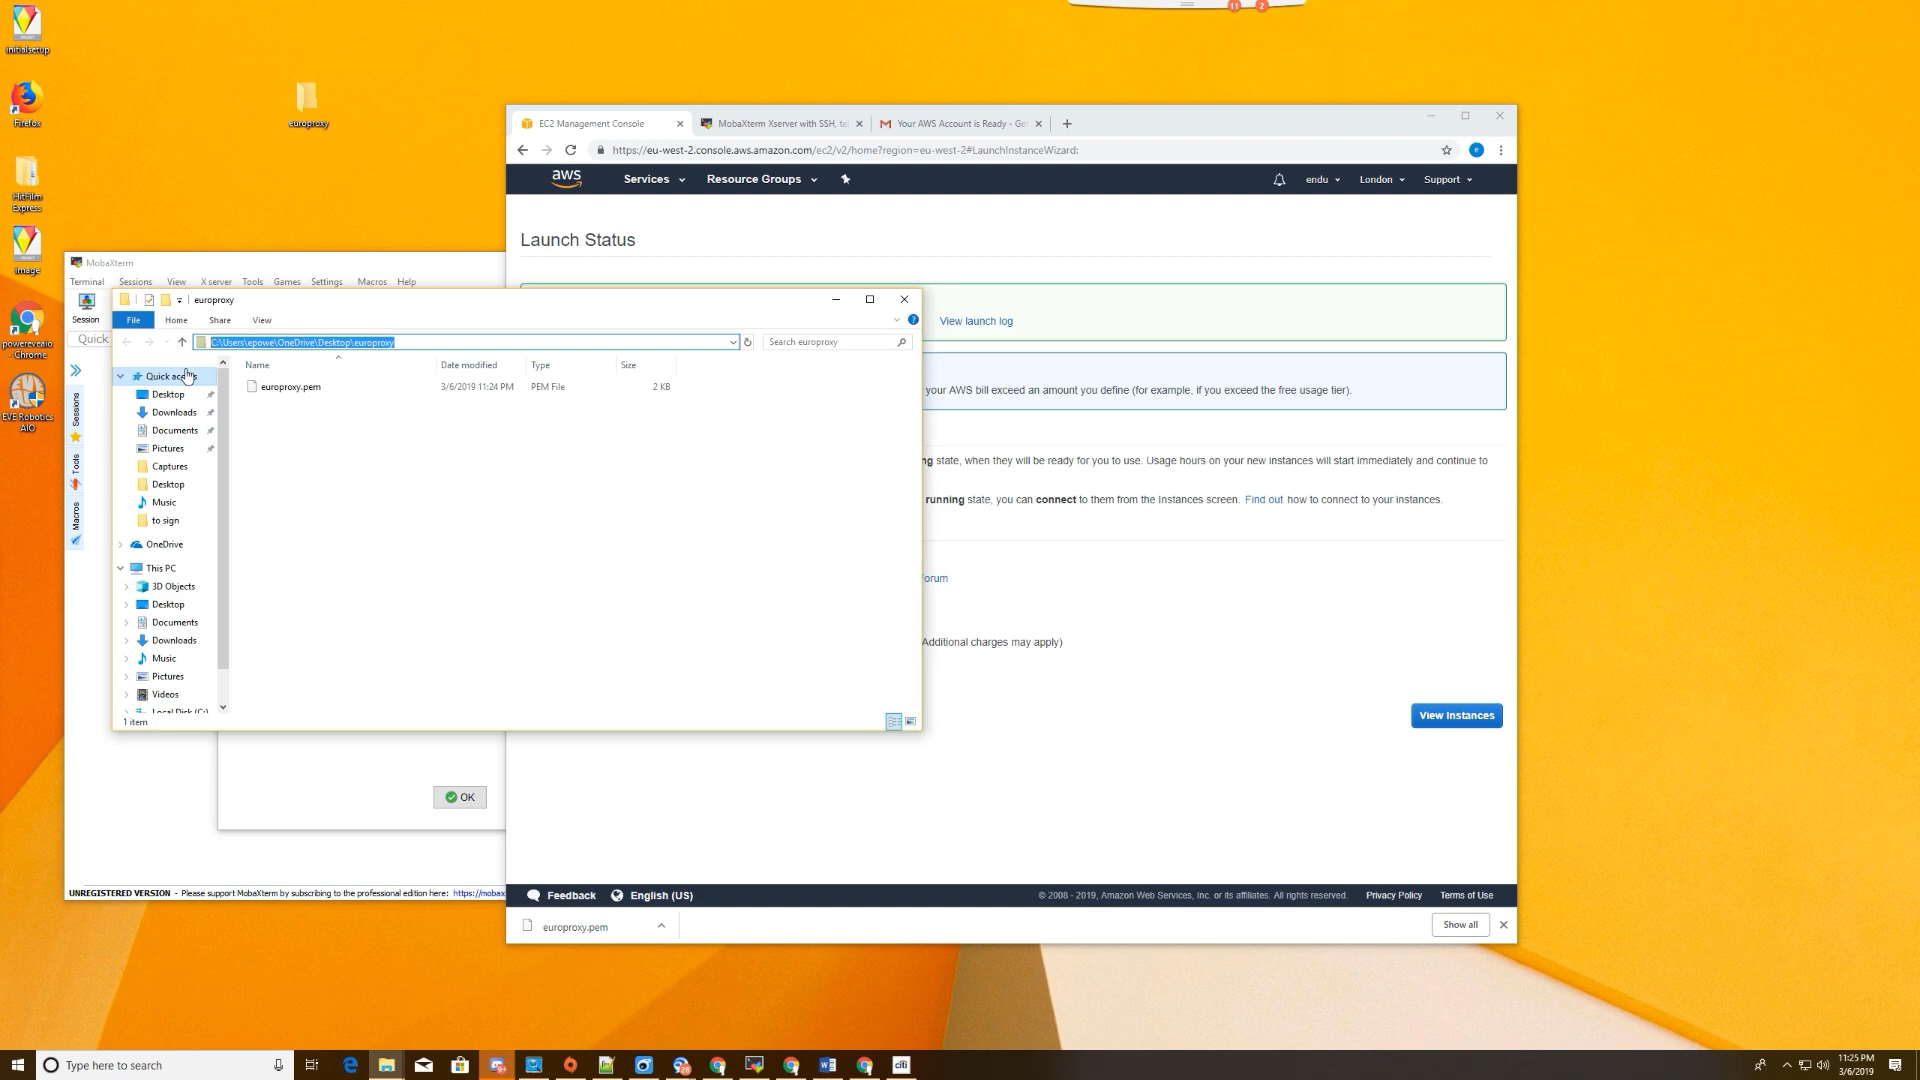 initialsetup
Firefox
HitFilm
Express
image
powereveaio
- Chrome
EVE Robotics
AIO
europroxy
11
2
MobaXterm
Terminal Sessions View X server Tools Games Settings Macros Help
Session
Quick
Sessions
Tools
Macros
OK
UNREGISTERED VERSION - Please support MobaXterm by subscribing to the professional edition here: https://mobax
europroxy
File Home Share View
C:\Users\epowe\OneDrive\Desktop\europroxy
Search europroxy
Name Date modified Type Size
europroxy.pem 3/6/2019 11:24 PM PEM File 2 KB
Quick access
Desktop
Downloads
Documents
Pictures
Captures
Desktop
Music
to sign
OneDrive
This PC
3D Objects
Desktop
Documents
Downloads
Music
Pictures
Videos
Local Disk (C:)
1 item
EC2 Management Console
MobaXterm Xserver with SSH, te
Your AWS Account is Ready - Ge
https://eu-west-2.console.aws.amazon.com/ec2/v2/home?region=eu-west-2#LaunchInstanceWizard:
e
aws Services Resource Groups endu London Support
Launch Status
View launch log
your AWS bill exceed an amount you define (for example, if you exceed the free usage tier).
ng state, when they will be ready for you to use. Usage hours on your new instances will start immediately and continue to
running state, you can connect to them from the Instances screen. Find out how to connect to your instances.
orum
Additional charges may apply)
View Instances
Feedback English (US) © 2008 - 2019, Amazon Web Services, Inc. or its affiliates. All rights reserved. Privacy Policy Terms of Use
europroxy.pem
Show all
Type here to search
citi
11:25 PM
3/6/2019